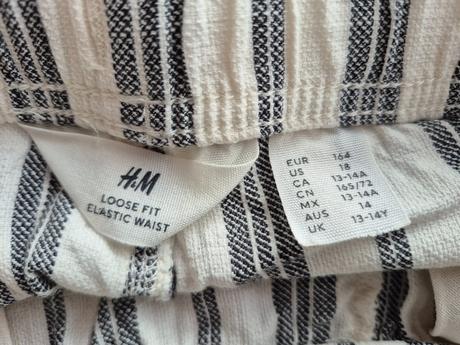 H&M
LOOSE FIT
ELASTIC WAIST
EUR 164
US 18
CA 13-14A
CN 165/72
MX 13-14A
AUS 14
UK 13-14Y